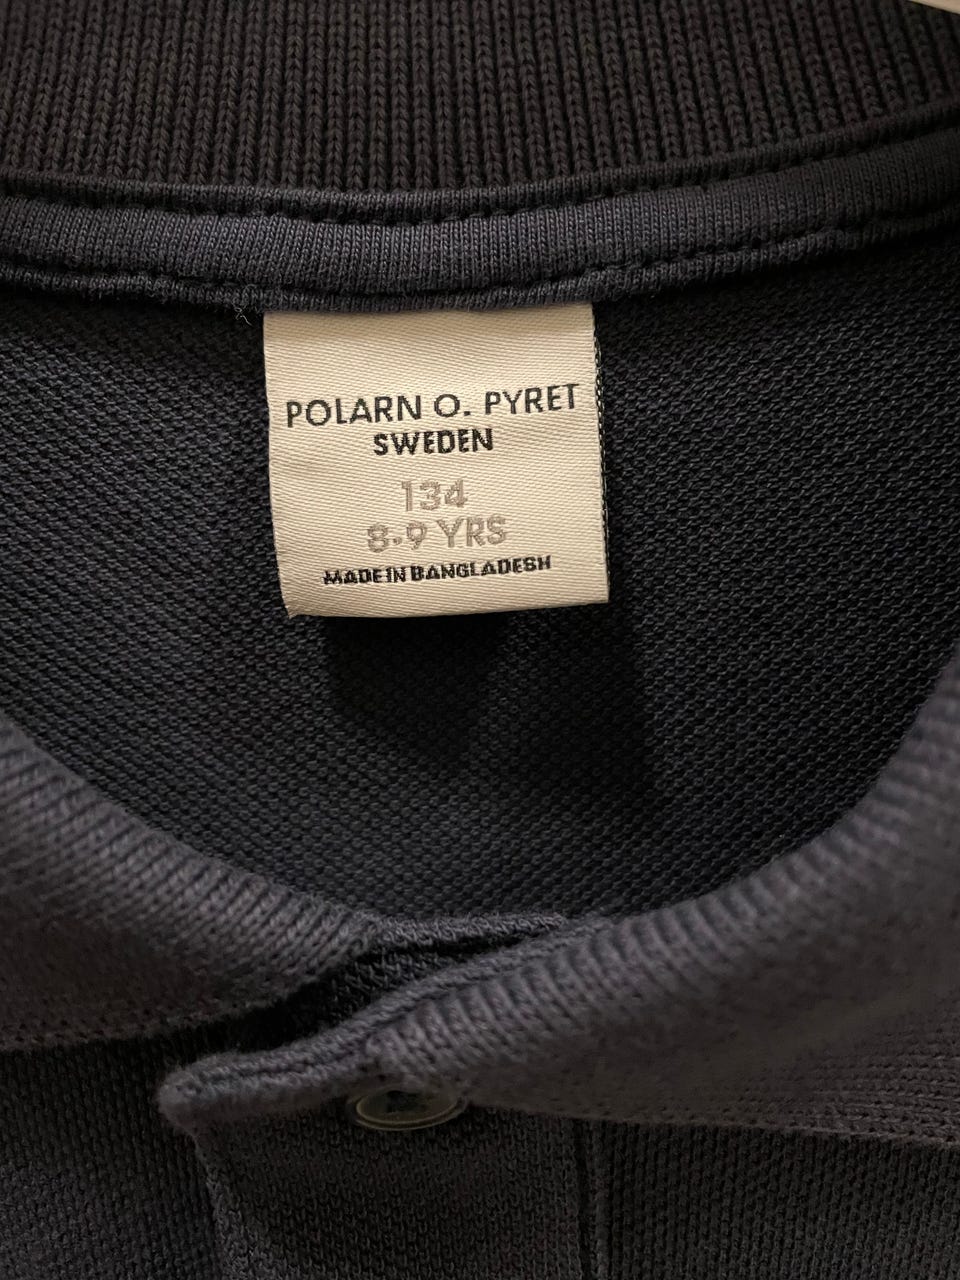 POLARN O. PYRET
SWEDEN
134
8-9 YRS
MADE IN BANGLADESH